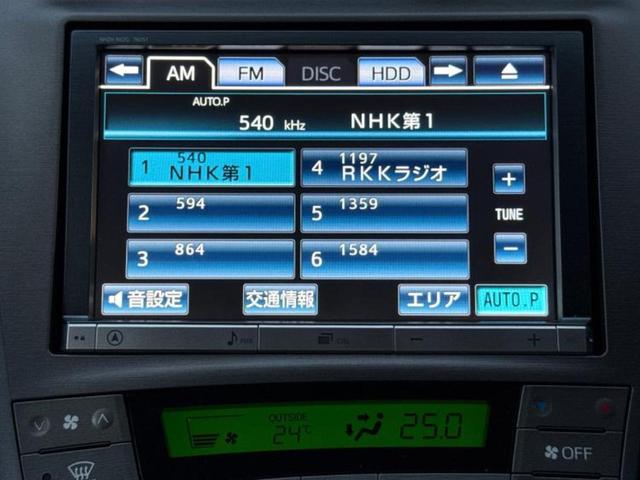 AM FM DISC HDD
AUTO.P
540 kHz NHK第1
1 540 NHK第1
4 1197 RKKラジオ
2 594
5 1359
3 864
6 1584
+
TUNE
−
音設定 交通情報 エリア AUTO.P
− +
OUTSIDE
24℃
25.0
OFF